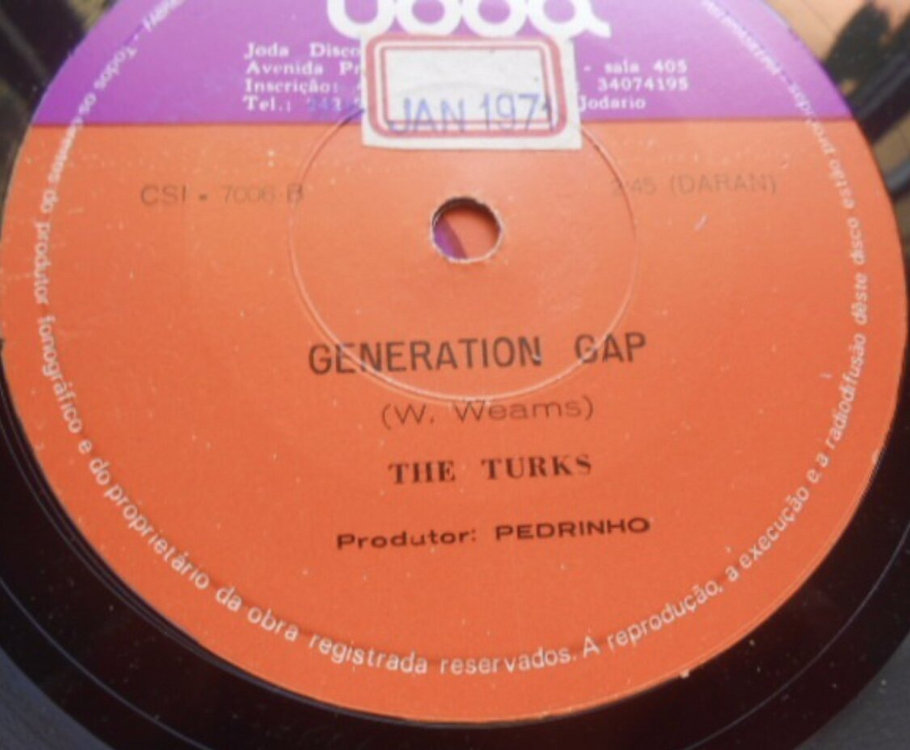 Joda Disco
Avenida Pr - sala 405
Inscrição: 34074195
Tel.: Jodario
JAN 1971
CSI - 7006-B
2'45 (DARAN)
GENERATION GAP
(W. Weams)
THE TURKS
Produtor: PEDRINHO
Todos os direitos do produtor fonográfico e do proprietário da obra registrada reservados. A reprodução, a execução e a radiodifusão dêste disco estão